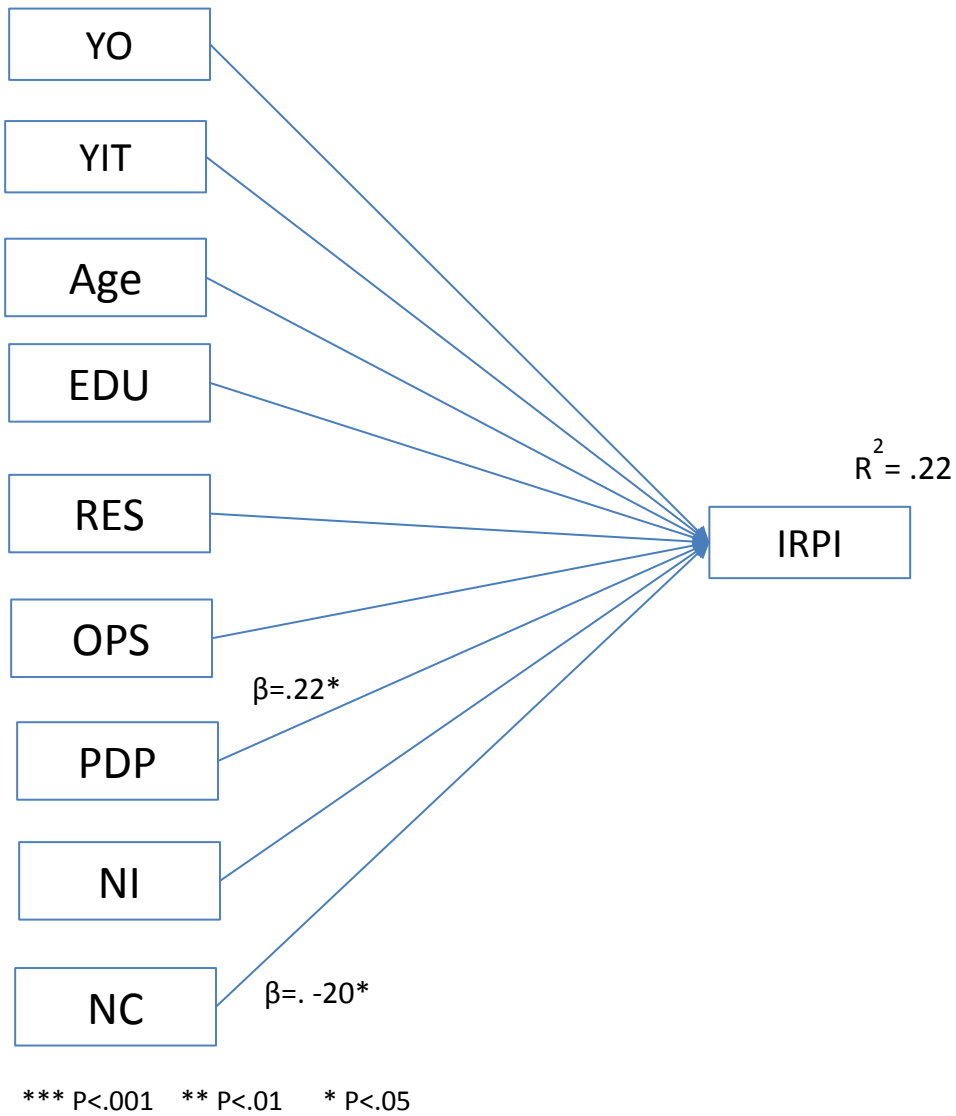 YO
YIT
Age
EDU
RES
OPS
PDP
NI
NC
β=.22*
β=. -20*
R²= .22
IRPI
*** P<.001 ** P<.01 * P<.05